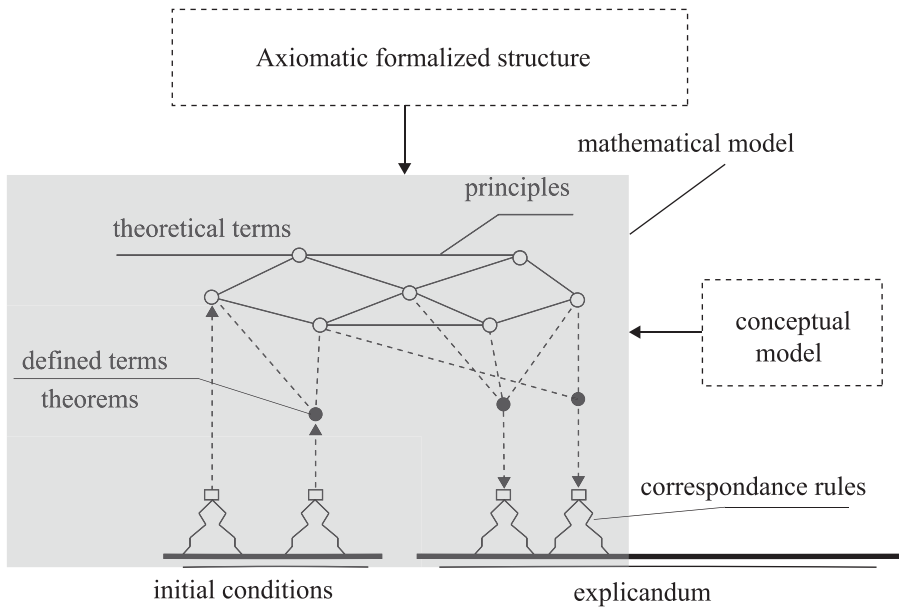 Axiomatic formalized structure
mathematical model
principles
theoretical terms
conceptual
model
defined terms
theorems
correspondance rules
initial conditions
explicandum